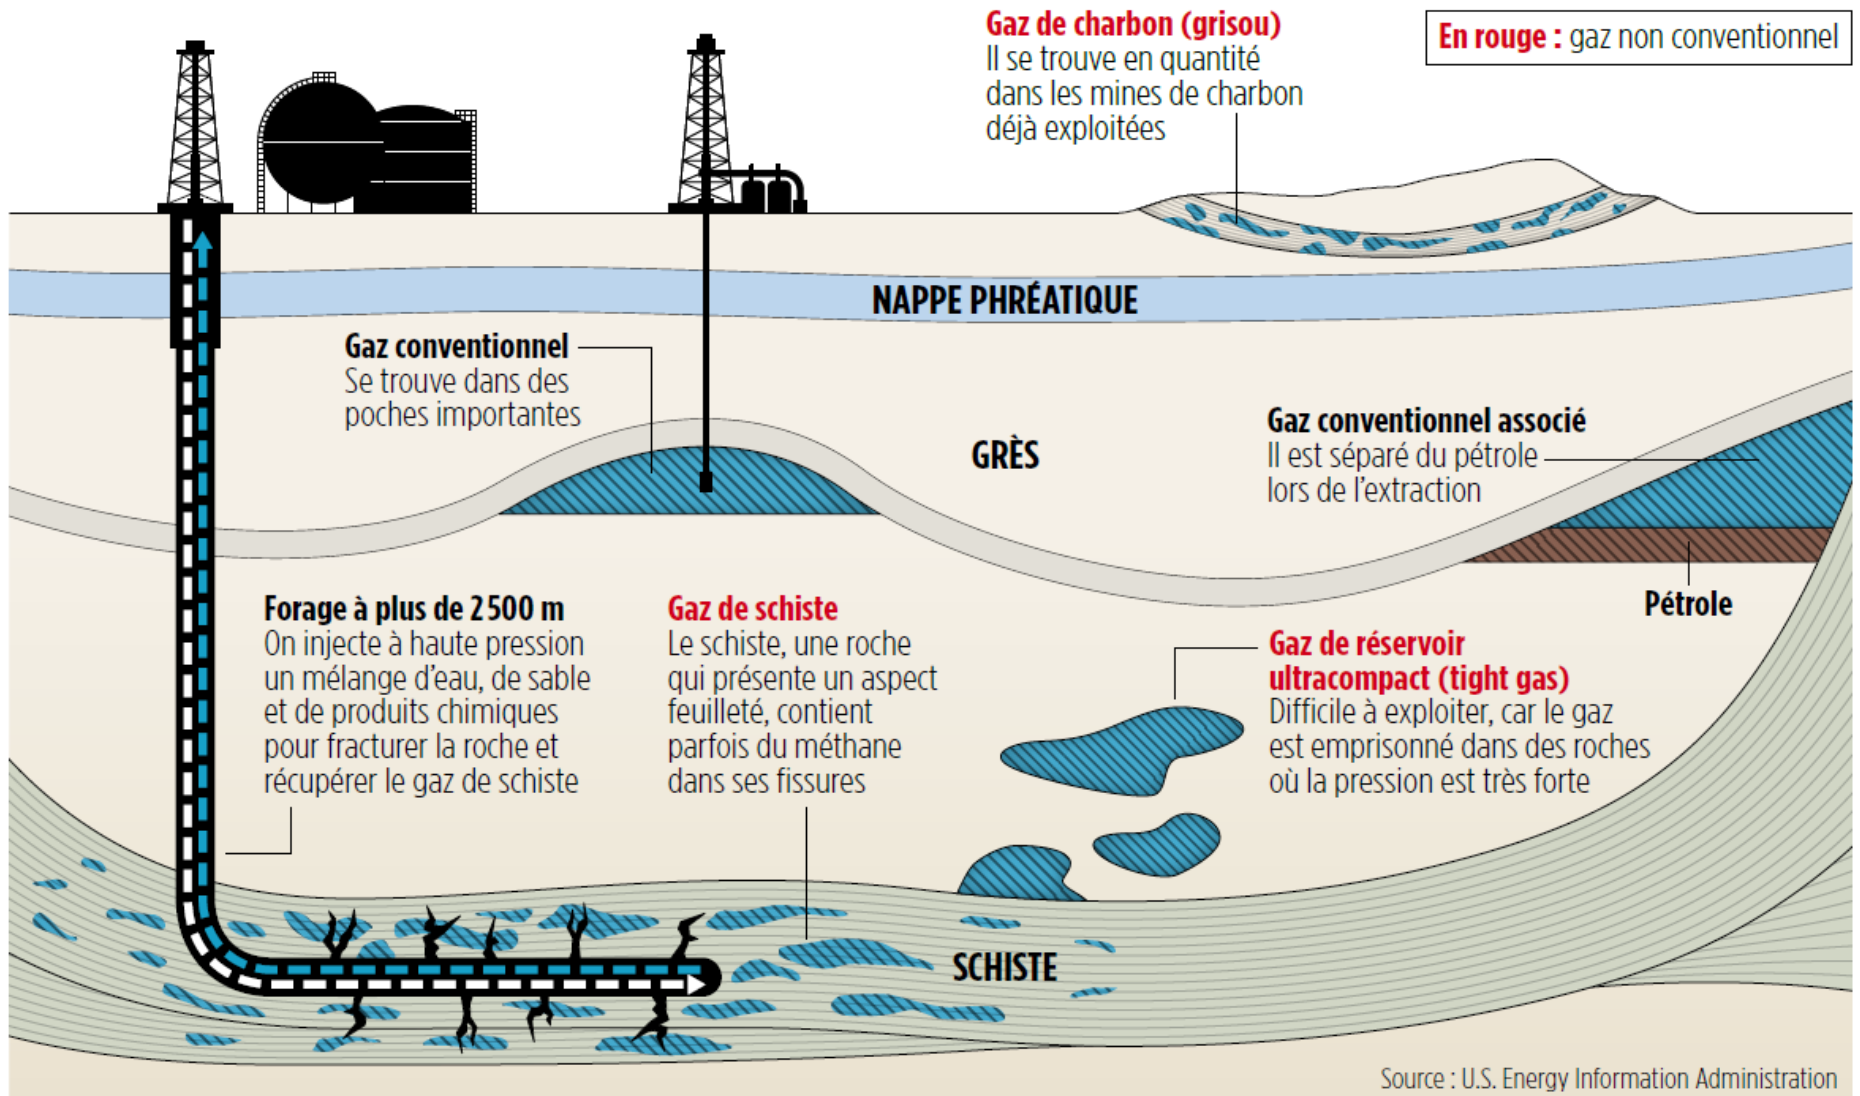 Gaz de charbon (grisou)
Il se trouve en quantité
dans les mines de charbon
déjà exploitées
En rouge : gaz non conventionnel
NAPPE PHRÉATIQUE
Gaz conventionnel
Se trouve dans des
poches importantes
GRÈS
Gaz conventionnel associé
Il est séparé du pétrole
lors de l'extraction
Pétrole
Forage à plus de 2 500 m
On injecte à haute pression
un mélange d'eau, de sable
et de produits chimiques
pour fracturer la roche et
récupérer le gaz de schiste
Gaz de schiste
Le schiste, une roche
qui présente un aspect
feuilleté, contient
parfois du méthane
dans ses fissures
Gaz de réservoir
ultracompact (tight gas)
Difficile à exploiter, car le gaz
est emprisonné dans des roches
où la pression est très forte
SCHISTE
Source : U.S. Energy Information Administration